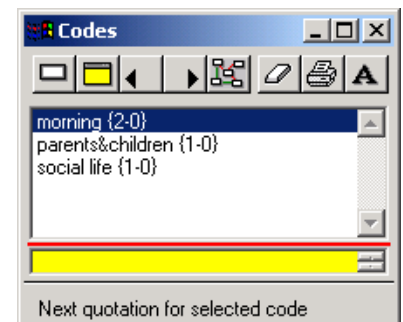 Codes
A
morning {2-0}
parents&children {1-0}
social life {1-0}
Next quotation for selected code